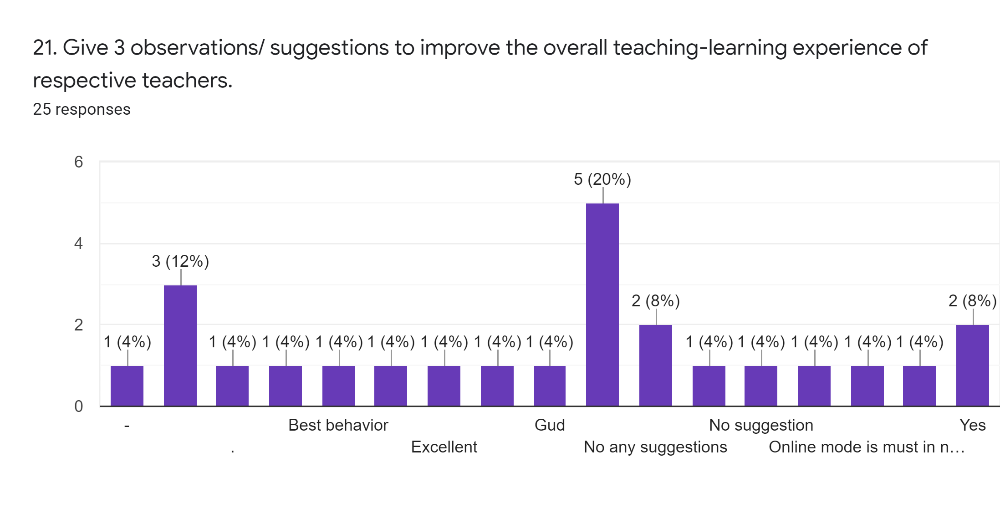 21. Give 3 observations/ suggestions to improve the overall teaching-learning experience of
respective teachers.
25 responses
6
5 (20%)
4
3 (12%)
2 (8%) 2 (8%)
2
1 (4%) 1 (4%) 1 (4%) 1 (4%) 1 (4%) 1 (4%) 1 (4%) 1 (4%) 1 (4%) 1 (4%) 1 (4%) 1 (4%) 1 (4%)
0
- Best behavior Gud No suggestion Yes
. Excellent No any suggestions Online mode is must in n...